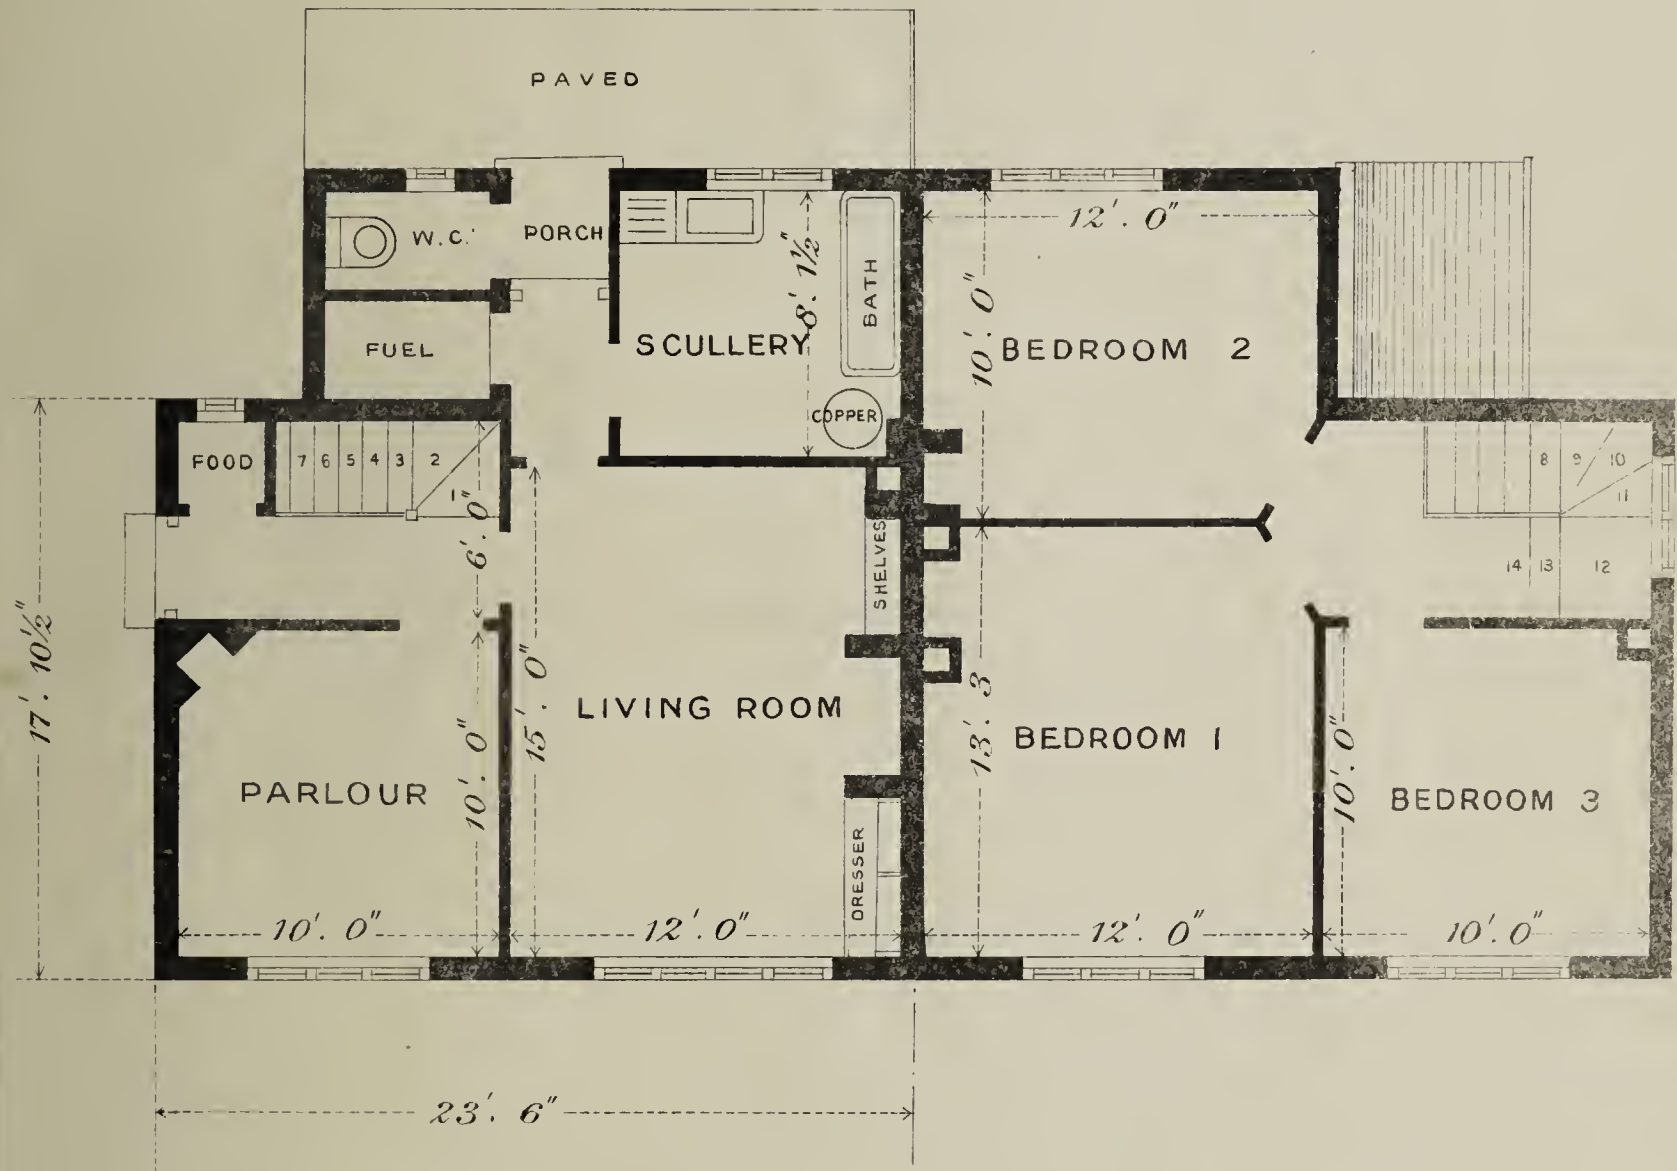 PAVED
W.C.
PORCH
12'. 0"
8'. 1½"
BATH
10'. 0"
FUEL
SCULLERY
BEDROOM 2
COPPER
FOOD
7 6 5 4 3 2
1
8 9 10
11
6'. 0"
SHELVES
14 13 12
17'. 10½"
15'. 0"
LIVING ROOM
13'. 3
BEDROOM 1
10'. 0"
PARLOUR
10'. 0"
BEDROOM 3
DRESSER
10'. 0"
12'. 0"
12'. 0"
10'. 0"
23'. 6"